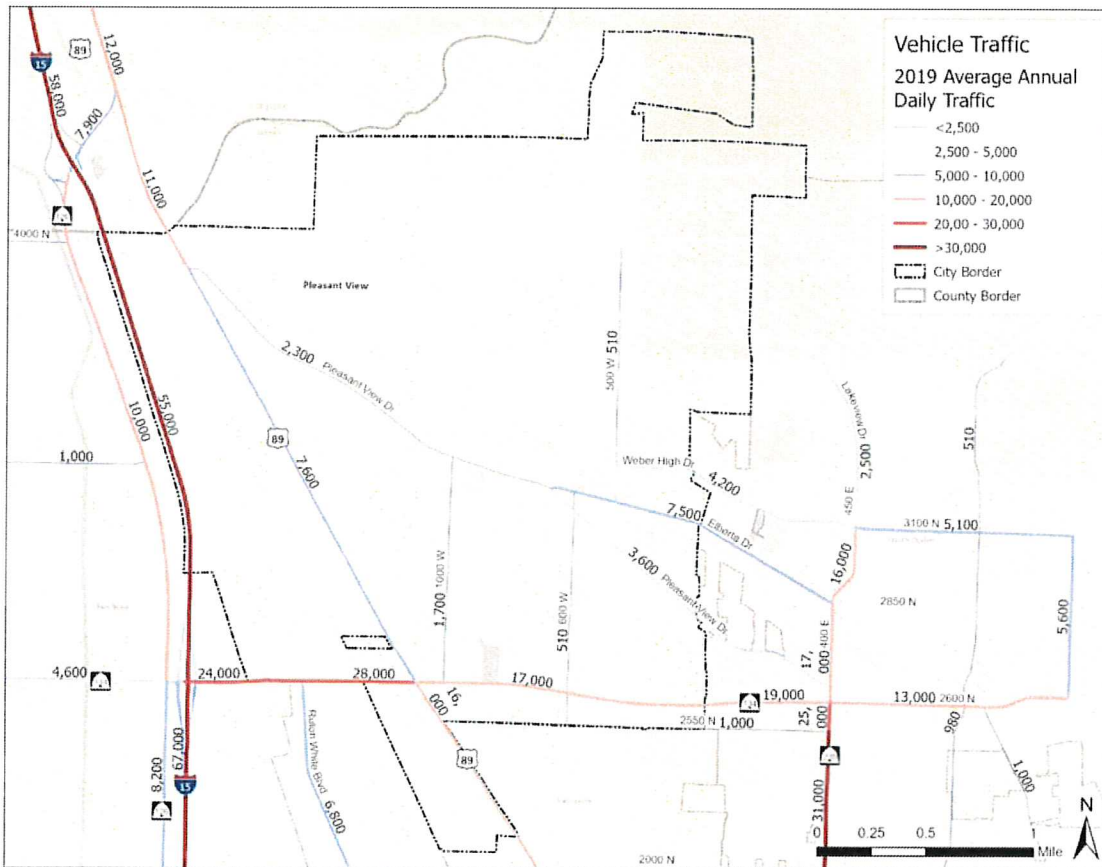 Vehicle Traffic
2019 Average Annual
Daily Traffic
<2,500
2,500 - 5,000
5,000 - 10,000
10,000 - 20,000
20,00 - 30,000
>30,000
City Border
County Border
89
12,000
15
58,000
7,900
11,000
4000 N
Pleasant View
2,300
Pleasant View Dr
500 W
510
10,000
55,000
89
7,600
1,000
Lakeview Dr
2,500
450 E
510
Weber High Dr
4,200
7,500
Elberta Dr
3100 N
5,100
16,000
3,600
Pleasant View Dr
2850 N
5,600
1,700
1000 W
510
600 W
17,
000
400 E
4,600
24,000
28,000
17,000
19,000
13,000
2600 N
16,
000
25,
000
2550 N
1,000
980
1,000
67,000
8,200
15
Rulon White Blvd
6,800
89
31,000
2000 N
0
0.25
0.5
1
Mile
N